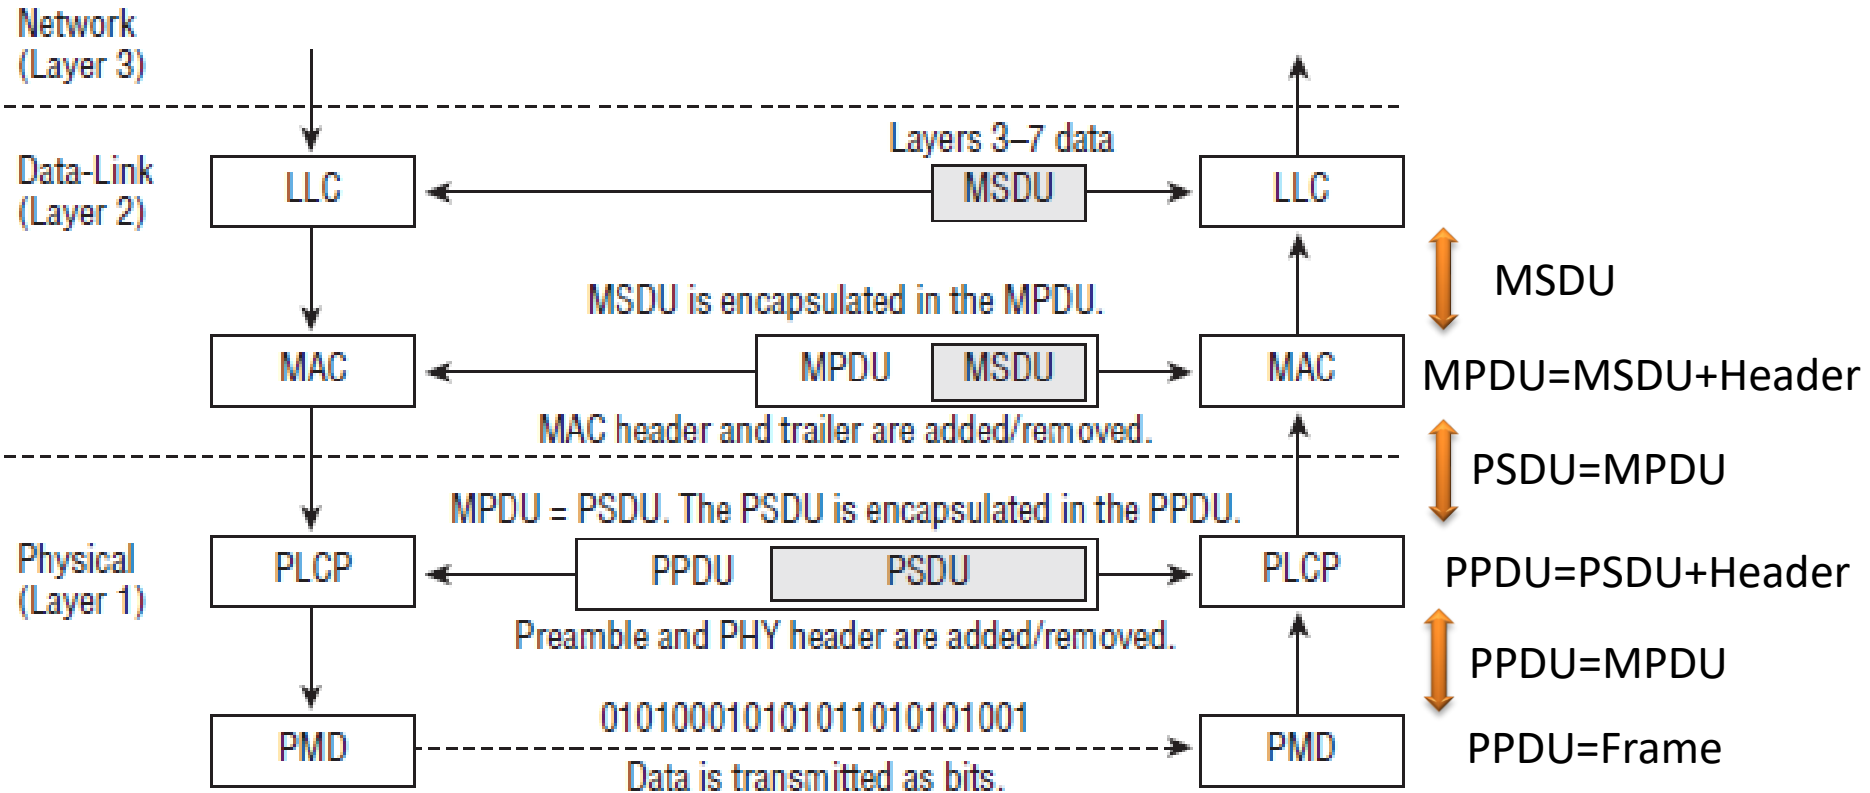 Network
(Layer 3)
Layers 3–7 data
Data-Link
(Layer 2)
LLC
MSDU
LLC
MSDU
MSDU is encapsulated in the MPDU.
MAC
MPDU
MSDU
MAC
MPDU=MSDU+Header
MAC header and trailer are added/removed.
PSDU=MPDU
MPDU = PSDU. The PSDU is encapsulated in the PPDU.
Physical
(Layer 1)
PLCP
PPDU
PSDU
PLCP
PPDU=PSDU+Header
Preamble and PHY header are added/removed.
PPDU=MPDU
010100010101011010101001
PMD
PMD
PPDU=Frame
Data is transmitted as bits.